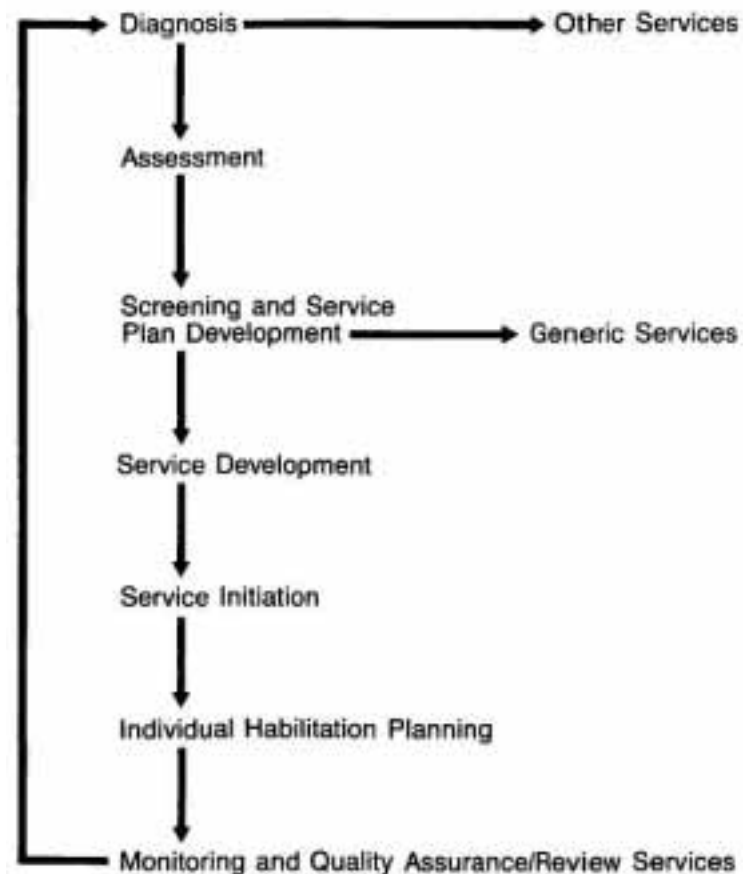 Diagnosis
Other Services
Assessment
Screening and Service
Plan Development
Generic Services
Service Development
Service Initiation
Individual Habilitation Planning
Monitoring and Quality Assurance/Review Services